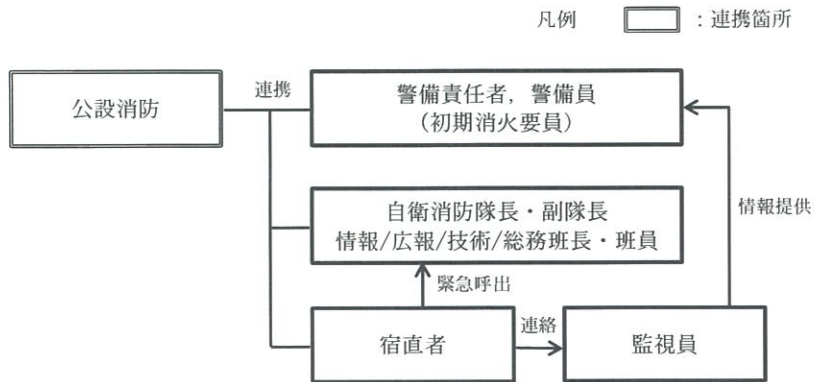 凡例 : 連携箇所
公設消防
連携
警備責任者,警備員
(初期消火要員)
自衛消防隊長・副隊長
情報/広報/技術/総務班長・班員
情報提供
緊急呼出
宿直者
連絡
監視員